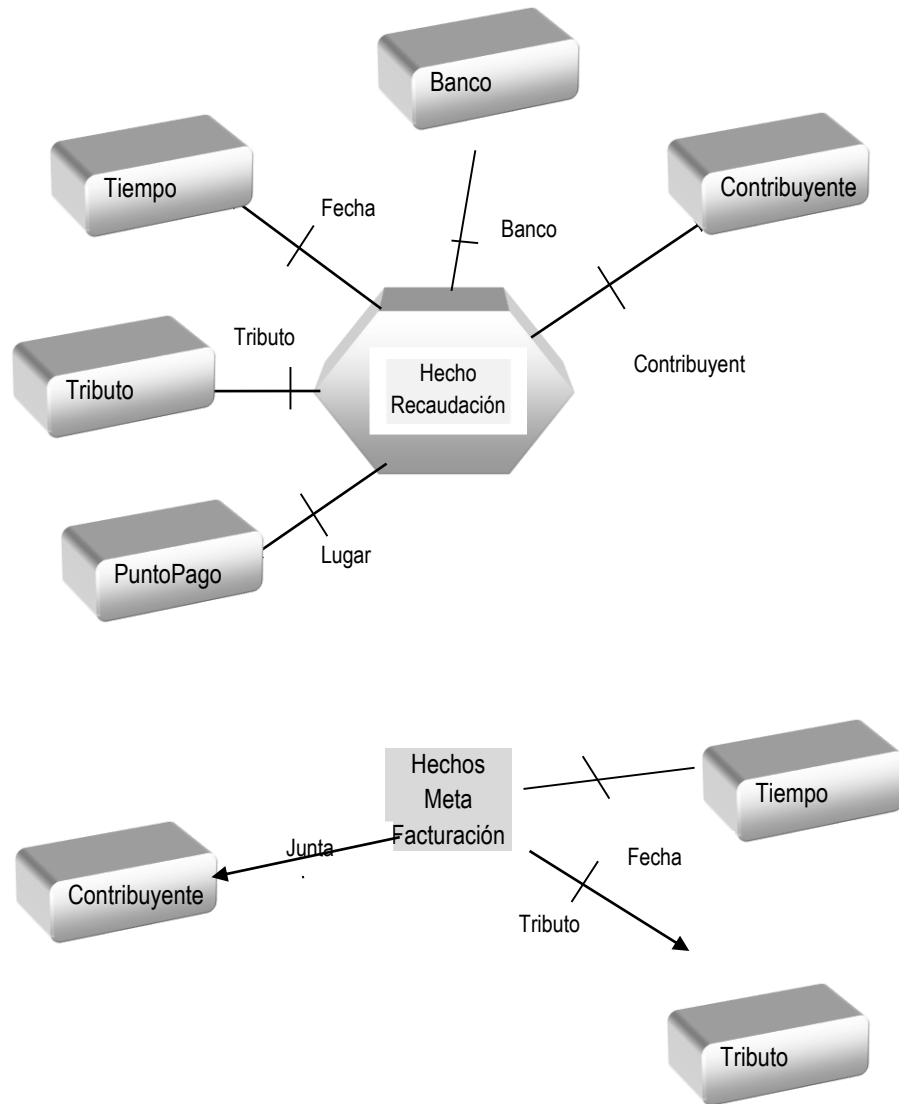 Banco
Tiempo
Contribuyente
Fecha
Banco
Tributo
Tributo
Hecho
Recaudación
Contribuyent
PuntoPago
Lugar
Hechos
Meta
Facturación
Tiempo
Junta
.
Fecha
Contribuyente
Tributo
Tributo